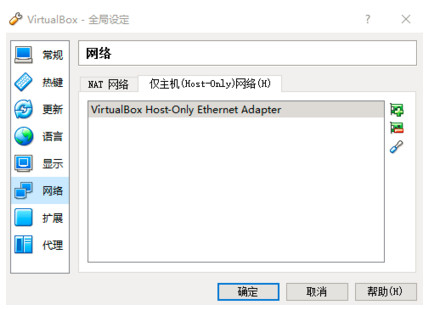 VirtualBox - 全局设定
常规
热键
更新
语言
显示
网络
扩展
代理
网络
NAT 网络
仅主机(Host-Only)网络(H)
VirtualBox Host-Only Ethernet Adapter
确定
取消
帮助(H)